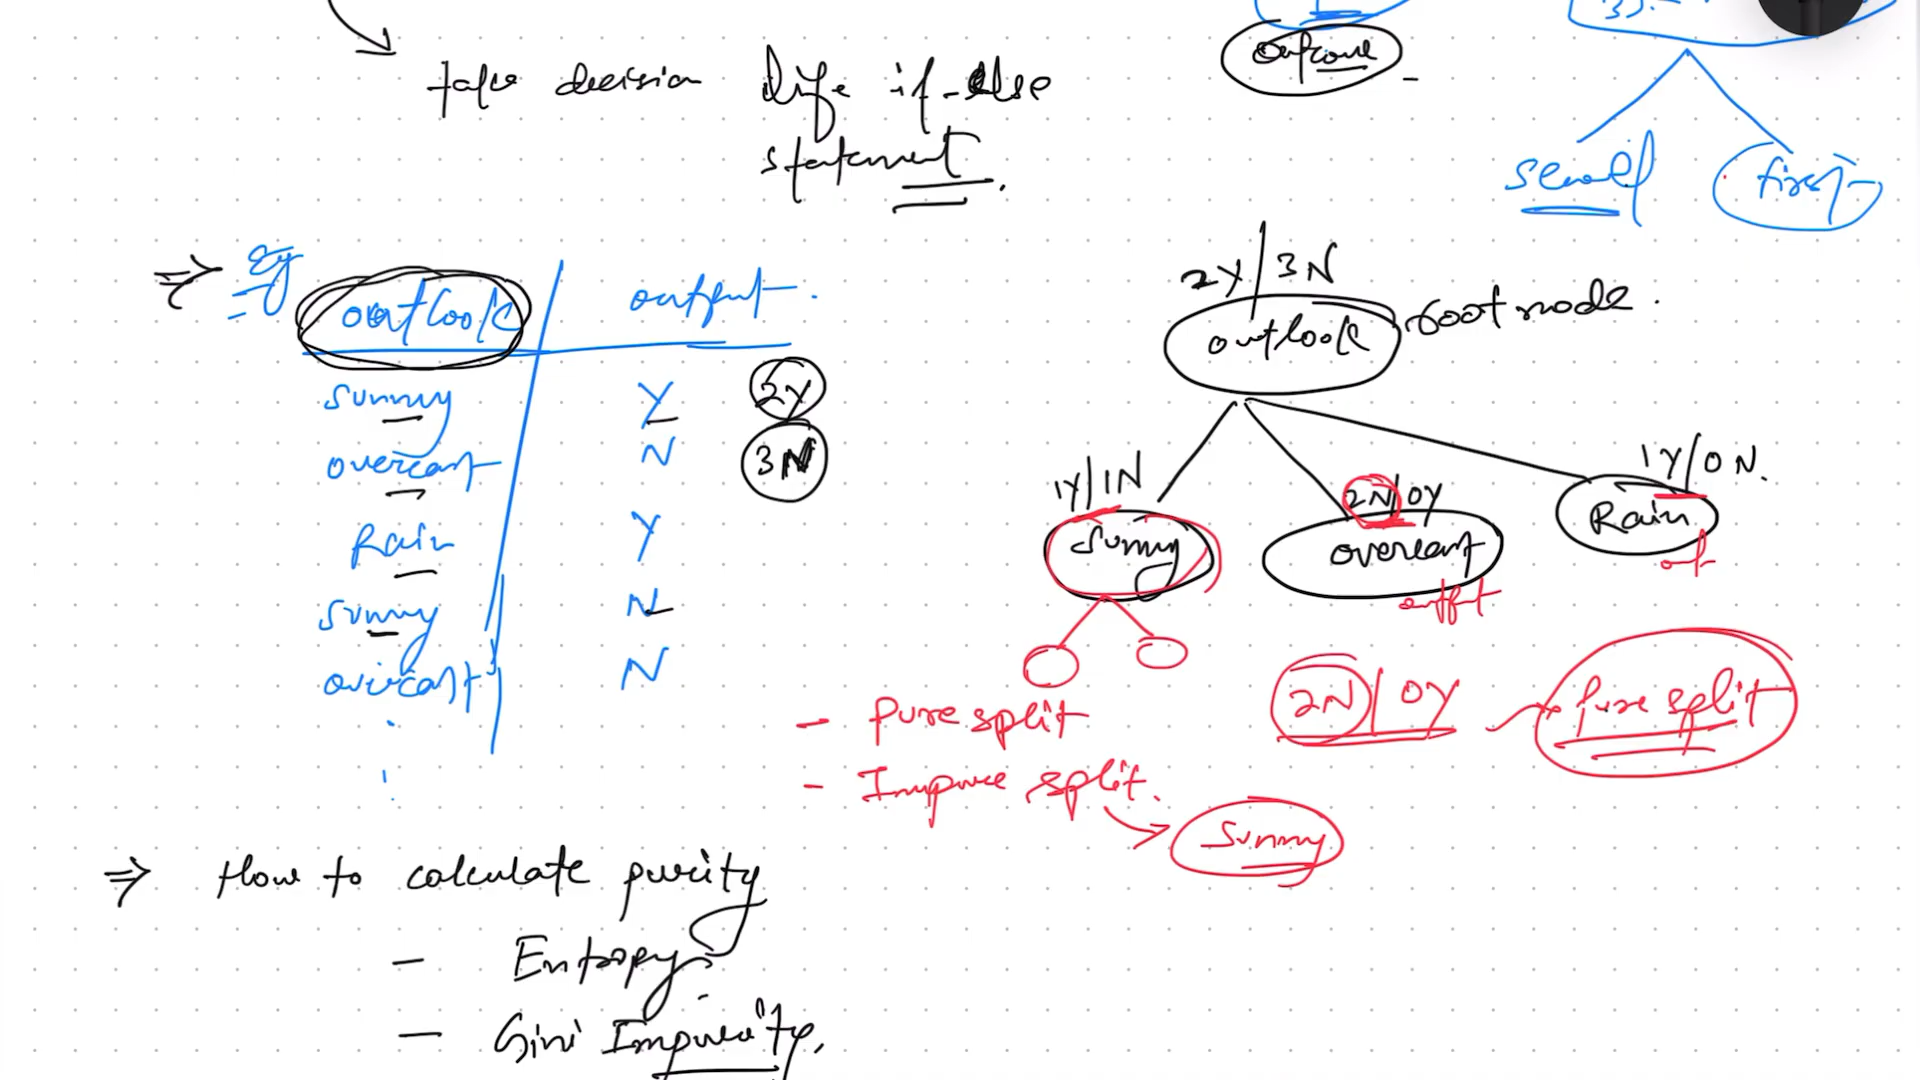 outcome
take decision like if-else
statement.
second
first
=> Eg
outlook | output.
sunny Y 2Y
overcast N 3N
Rain Y
sunny N
overcast N
2Y/3N
outlook root node.
1Y/1N 2N/0Y 1Y/0N.
sunny overcast Rain
output
- Pure split
- Impure split.
sunny
2N/0Y Pure split
=> How to calculate purity
- Entropy
- Gini Impurity.